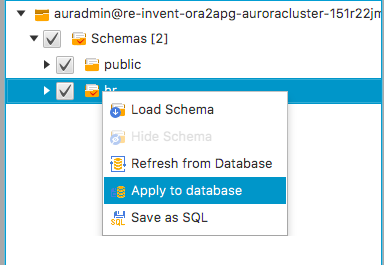 auradmin@re-invent-ora2apg-auroracluster-151r22jm
Schemas [2]
public
hr
Load Schema
Hide Schema
Refresh from Database
Apply to database
Save as SQL